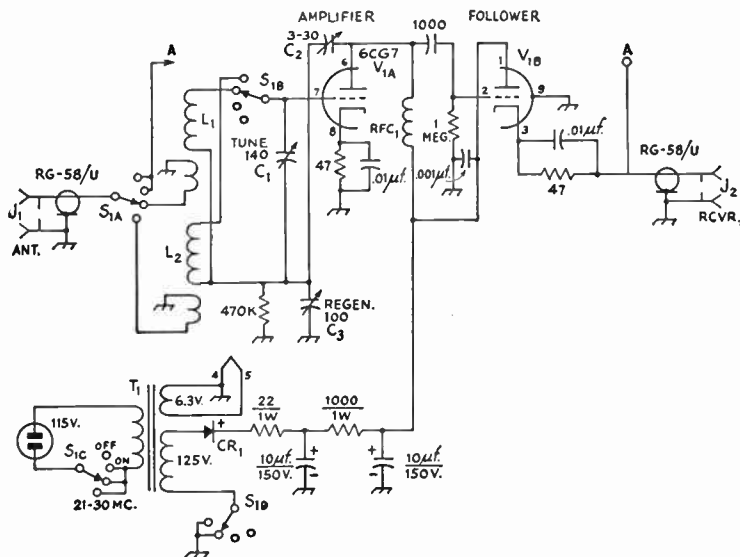 AMPLIFIER
FOLLOWER
A
3-30
C2
6CG7
V1A
1000
V1B
A
S1B
6
1
7
2
9
L1
8
3
RFC1
1
MEG.
.01µf.
TUNE
140
C1
47
.01µf.
.001µf.
47
RG-58/U
RG-58/U
J1
S1A
ANT.
J2
RCVR.
L2
470K
REGEN.
100
C3
4
5
T1
6.3V.
115V.
22
1W
1000
1W
CR1
+
S1C
OFF
ON
125V.
10µf.
150V.
+
-
10µf.
150V.
+
-
21-30 MC.
S1D